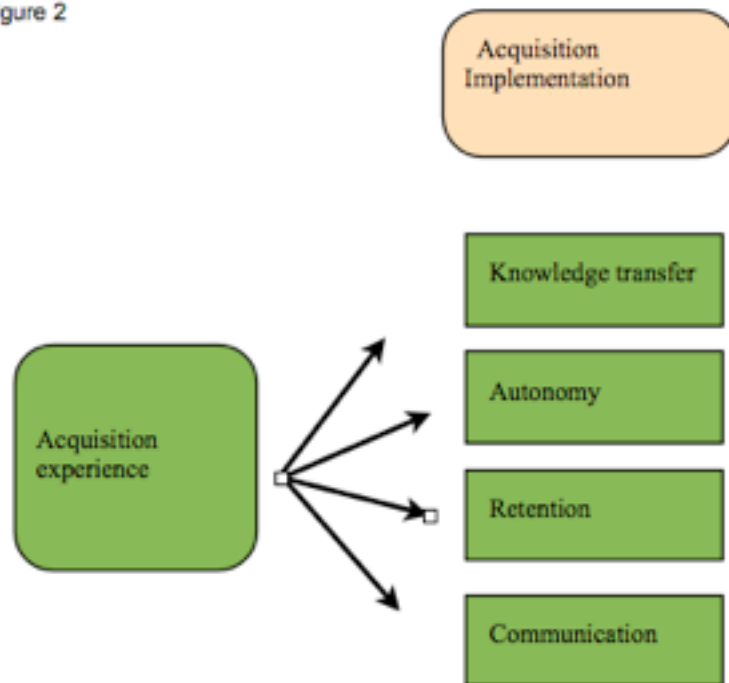 gure 2
Acquisition
Implementation
Knowledge transfer
Autonomy
Acquisition
experience
Retention
Communication